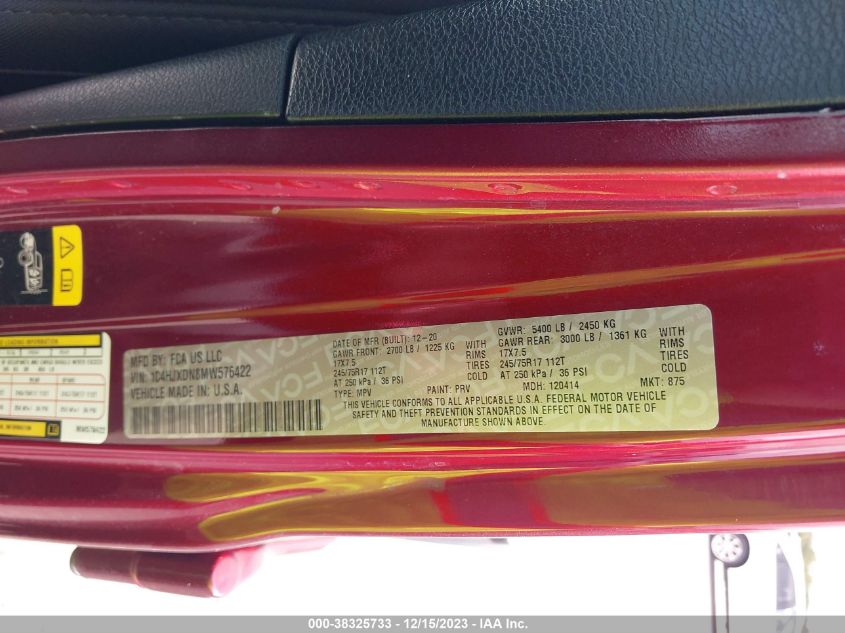 MFD BY: FCA US LLC
VIN: 1C4HJXDN8MW576422
VEHICLE MADE IN U.S.A.
DATE OF MFR (BUILT): 12-20
GVWR: 5400 LB / 2450 KG
GAWR FRONT: 2700 LB / 1225 KG WITH
GAWR REAR: 3000 LB / 1361 KG WITH
17X7.5 RIMS
17X7.5 RIMS
245/75R17 112T TIRES
245/75R17 112T TIRES
AT 250 kPa / 36 PSI COLD
AT 250 kPa / 36 PSI COLD
TYPE: MPV PAINT: PRV MDH: 120414 MKT: 875
THIS VEHICLE CONFORMS TO ALL APPLICABLE U.S.A. FEDERAL MOTOR VEHICLE
SAFETY AND THEFT PREVENTION STANDARDS IN EFFECT ON THE DATE OF
MANUFACTURE SHOWN ABOVE.
LOADING INFORMATION
INFORMATION
MW576422
000-38325733 - 12/15/2023 - IAA Inc.